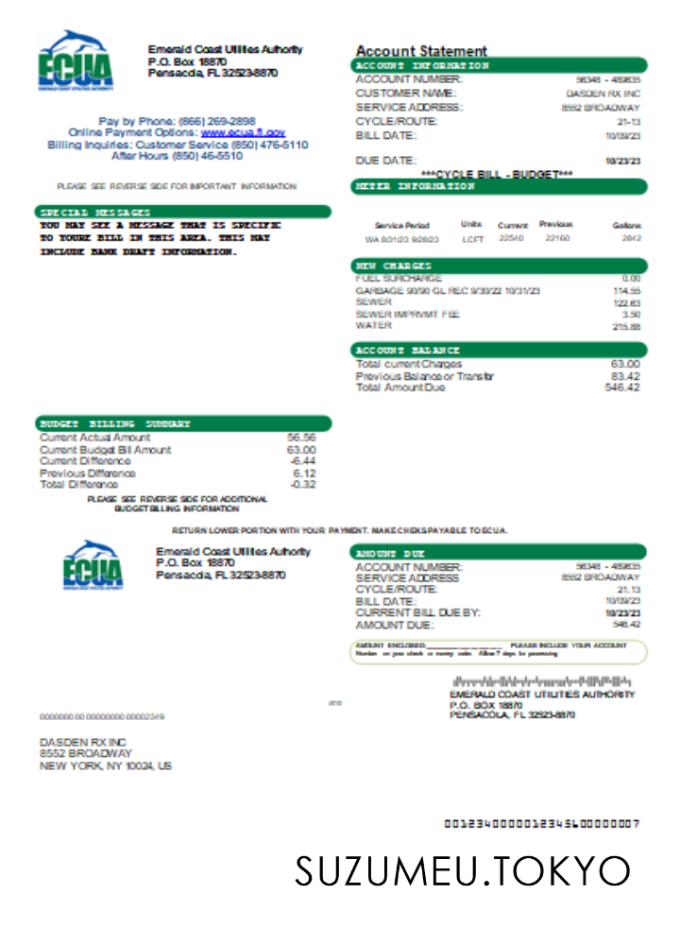 ECUA
EMERALD COAST UTILITIES AUTHORITY
Emerald Coast Utilities Authority
P.O. Box 18870
Pensacola, FL 32523-8870
Pay by Phone: (866) 269-2898
Online Payment Options: www.ecua.fl.gov
Billing Inquiries: Customer Service (850) 476-5110
After Hours (850) 46-5510
PLEASE SEE REVERSE SIDE FOR IMPORTANT INFORMATION
SPECIAL MESSAGES
YOU MAY SEE A MESSAGE THAT IS SPECIFIC
TO YOURE BILL IN THIS AREA. THIS MAY
INCLUDE BANK DRAFT INFORMATION.
Account Statement
ACCOUNT INFORMATION
ACCOUNT NUMBER: 56348 - 489635
CUSTOMER NAME: DASDEN RX INC
SERVICE ADDRESS: 8552 BROADWAY
CYCLE/ROUTE: 21-13
BILL DATE: 10/09/23
DUE DATE: 10/23/23
***CYCLE BILL - BUDGET***
METER INFORMATION
Service Period Units Current Previous Gallons
LCFT 22540 22160 2842
NEW CHARGES
FUEL SURCHARGE 0.00
GARBAGE 90/90 GL REC 9/30/22 10/31/23 114.55
SEWER 122.63
SEWER IMPRVMT FEE 3.50
WATER 215.88
ACCOUNT BALANCE
Total current Charges 63.00
Previous Balance or Transfer 83.42
Total Amount Due 546.42
BUDGET BILLING SUMMARY
Current Actual Amount 56.56
Current Budget Bill Amount 63.00
Current Difference -6.44
Previous Difference 6.12
Total Difference -0.32
PLEASE SEE REVERSE SIDE FOR ADDITIONAL
BUDGET BILLING INFORMATION
RETURN LOWER PORTION WITH YOUR PAYMENT. MAKE CHEKS PAYABLE TO ECUA.
ECUA
EMERALD COAST UTILITIES AUTHORITY
Emerald Coast Utilities Authority
P.O. Box 18870
Pensacola, FL 32523-8870
AMOUNT DUE
ACCOUNT NUMBER: 56348 - 489635
SERVICE ADDRESS 8552 BROADWAY
CYCLE/ROUTE: 21.13
BILL DATE: 10/09/23
CURRENT BILL DUE BY: 10/23/23
AMOUNT DUE: 546.42
AMOUNT ENCLOSED PLEASE INCLUDE YOUR ACCOUNT
Number on your check or money order. Allow 7 days for processing
EMERALD COAST UTILITIES AUTHORITY
P.O. BOX 18870
PENSACOLA, FL 32523-8870
0000000 00 00000000 00002349
DASDEN RX INC
8552 BROADWAY
NEW YORK, NY 10024, US
SUZUMEU.TOKYO